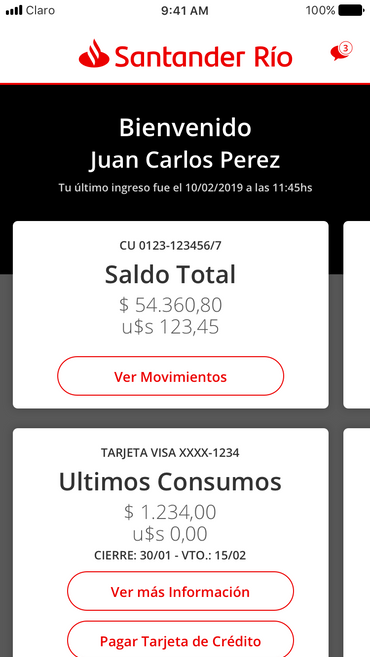 Claro 9:41 AM 100%
Santander Río 3
Bienvenido
Juan Carlos Perez
Tu último ingreso fue el 10/02/2019 a las 11:45hs
CU 0123-123456/7
Saldo Total
$ 54.360,80
u$s 123,45
Ver Movimientos
TARJETA VISA XXXX-1234
Ultimos Consumos
$ 1.234,00
u$s 0,00
CIERRE: 30/01 - VTO.: 15/02
Ver más Información
Pagar Tarjeta de Crédito